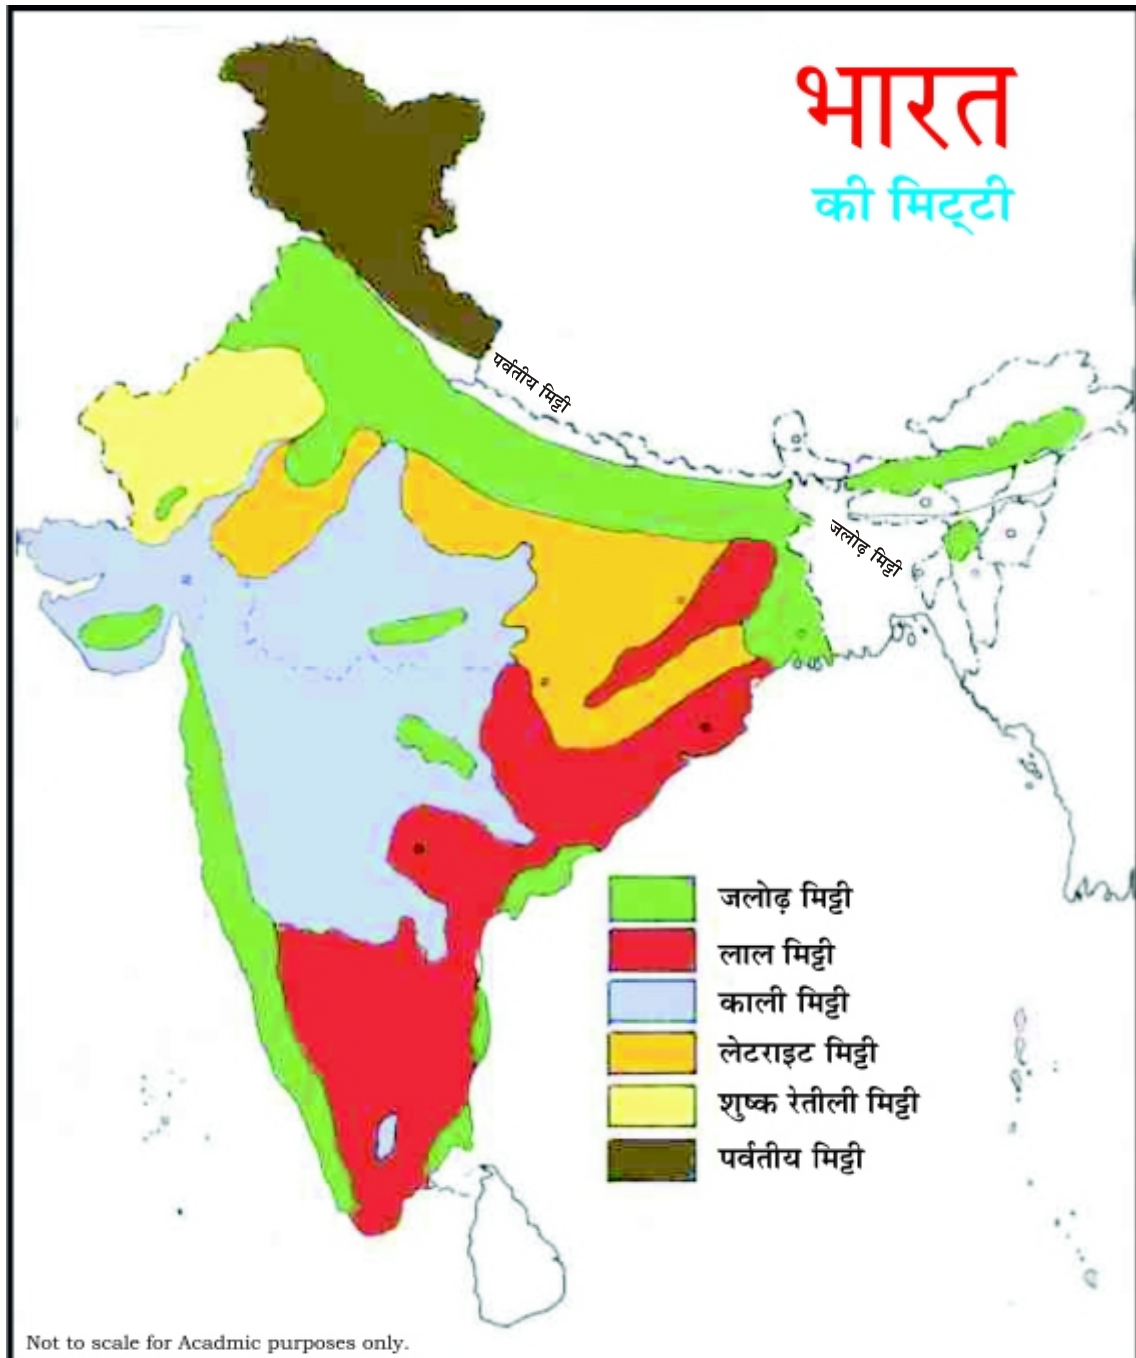 भारत
की मिट्टी
पर्वतीय मिट्टी
जलोढ़ मिट्टी
जलोढ़ मिट्टी
लाल मिट्टी
काली मिट्टी
लेटराइट मिट्टी
शुष्क रेतीली मिट्टी
पर्वतीय मिट्टी
Not to scale for Acadmic purposes only.